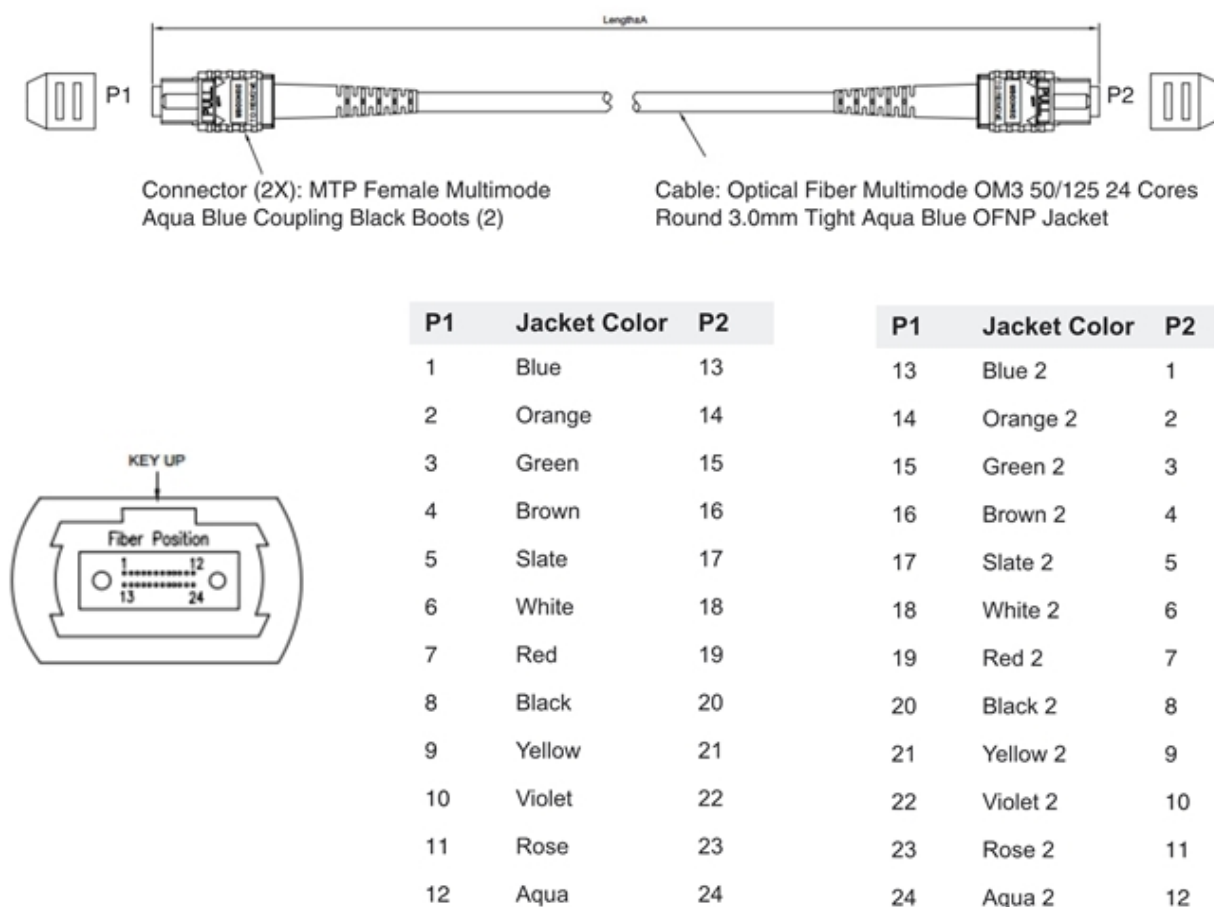 LengthsA
P1
PULL
PULL
P2
Connector (2X): MTP Female Multimode
Aqua Blue Coupling Black Boots (2)
Cable: Optical Fiber Multimode OM3 50/125 24 Cores
Round 3.0mm Tight Aqua Blue OFNP Jacket
P1 Jacket Color P2
1 Blue 13
2 Orange 14
3 Green 15
4 Brown 16
5 Slate 17
6 White 18
7 Red 19
8 Black 20
9 Yellow 21
10 Violet 22
11 Rose 23
12 Aqua 24
P1 Jacket Color P2
13 Blue 2 1
14 Orange 2 2
15 Green 2 3
16 Brown 2 4
17 Slate 2 5
18 White 2 6
19 Red 2 7
20 Black 2 8
21 Yellow 2 9
22 Violet 2 10
23 Rose 2 11
24 Aqua 2 12
KEY UP
Fiber Position
1 12
13 24